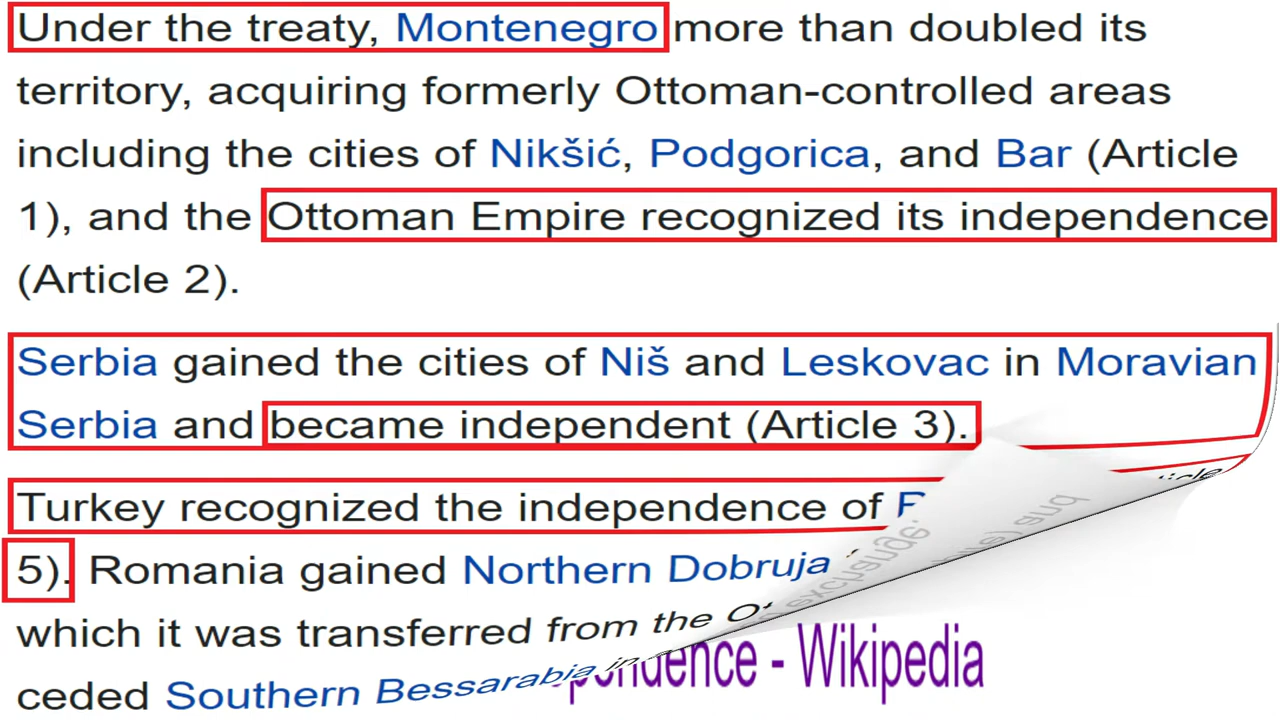 Under the treaty, Montenegro more than doubled its
territory, acquiring formerly Ottoman-controlled areas
including the cities of Nikšić, Podgorica, and Bar (Article
1), and the Ottoman Empire recognized its independence
(Article 2).
Serbia gained the cities of Niš and Leskovac in Moravian
Serbia and became independent (Article 3).
Turkey recognized the independence of
5). Romania gained Northern Dobruja
which it was transferred from the
ceded Southern Bessarabia in
exchange.
and
- Wikipedia